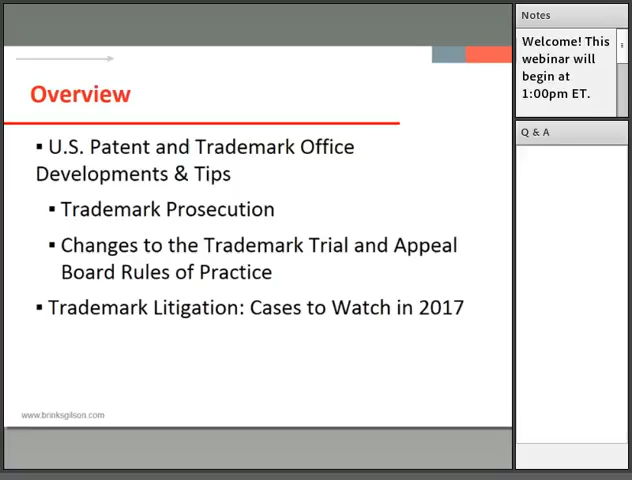 Overview
▪ U.S. Patent and Trademark Office
Developments & Tips
▪ Trademark Prosecution
▪ Changes to the Trademark Trial and Appeal
Board Rules of Practice
▪ Trademark Litigation: Cases to Watch in 2017
www.brinksgilson.com
Notes
Welcome! This
webinar will
begin at
1:00pm ET.
Q & A